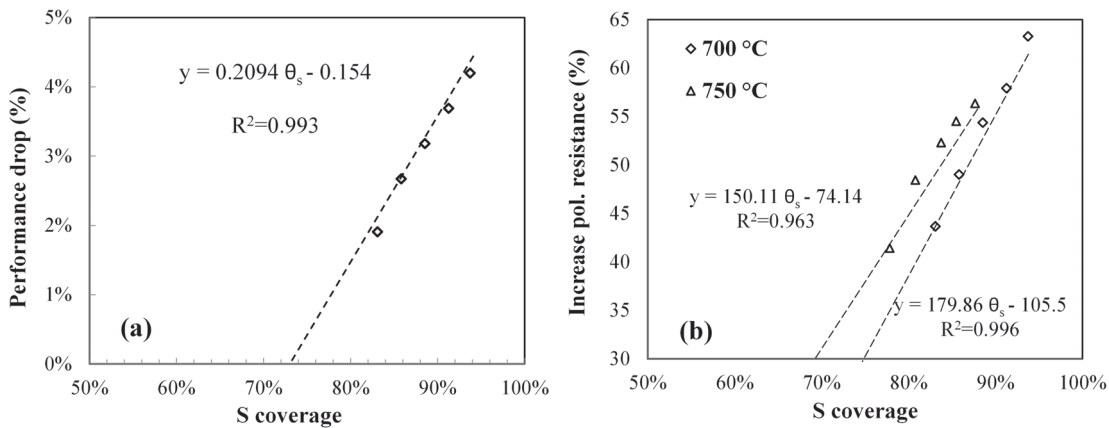 5%
4%
3%
2%
1%
0%
Performance drop (%)
y = 0.2094 θs - 0.154
R²=0.993
(a)
50% 60% 70% 80% 90% 100%
S coverage
65
60
55
50
45
40
35
30
Increase pol. resistance (%)
700 °C
750 °C
y = 150.11 θs - 74.14
R²=0.963
y = 179.86 θs - 105.5
R²=0.996
(b)
50% 60% 70% 80% 90% 100%
S coverage